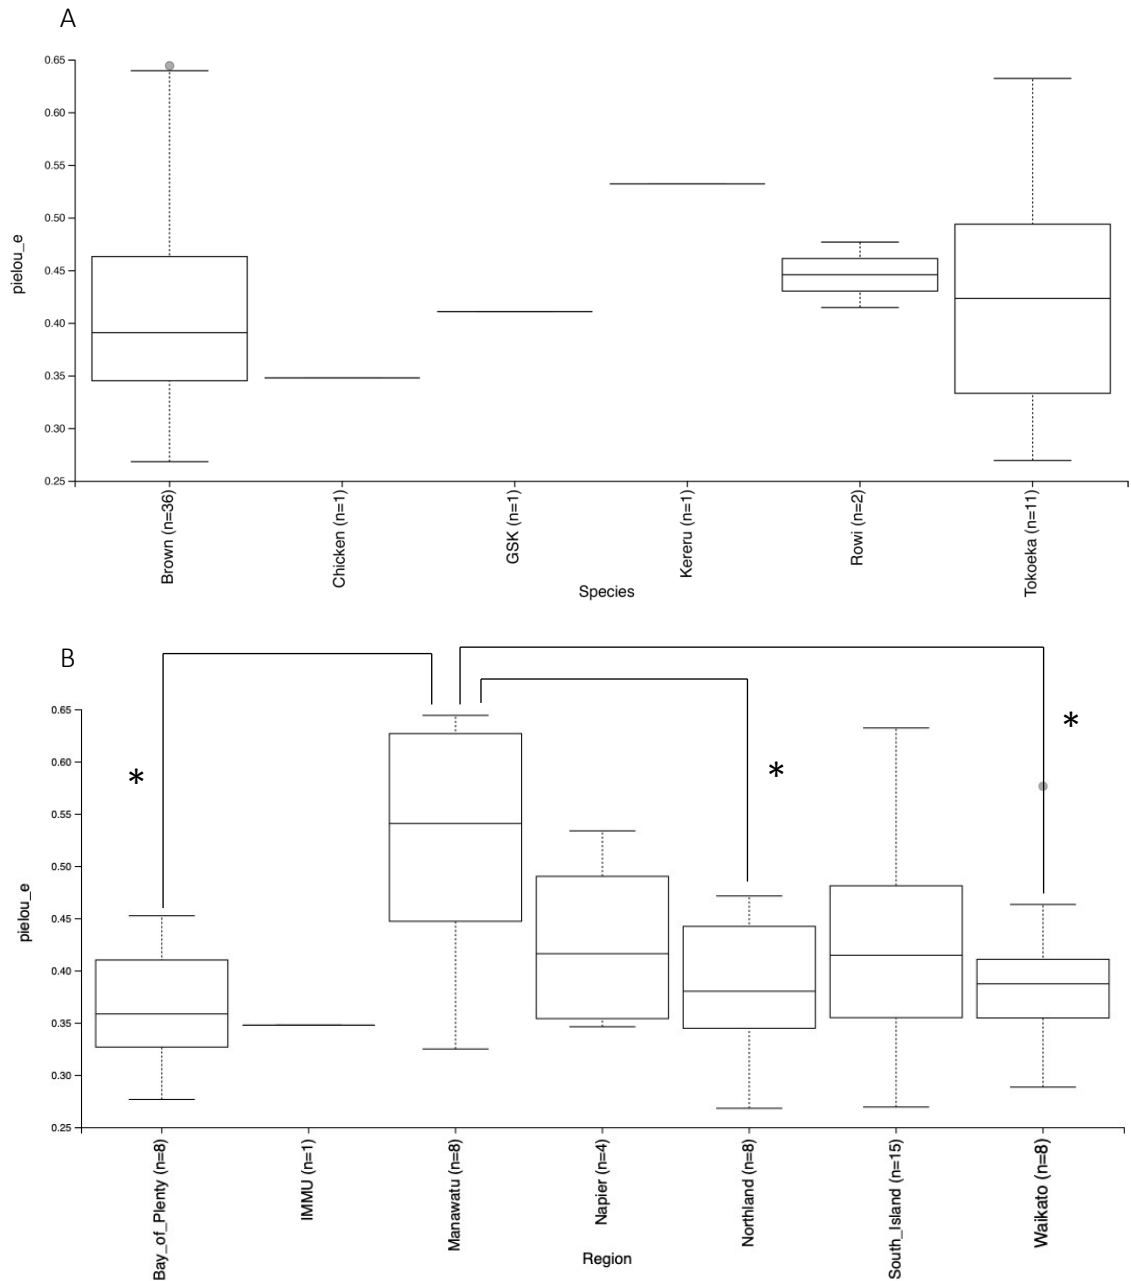 A
0.65
0.60
0.55
0.50
0.45
0.40
0.35
0.30
0.25
pielou_e
Brown (n=36)
Chicken (n=1)
GSK (n=1)
Kereru (n=1)
Rowi (n=2)
Tokoeka (n=11)
Species
B
0.65
0.60
0.55
0.50
0.45
0.40
0.35
0.30
0.25
pielou_e
*
*
*
Bay_of_Plenty (n=8)
IMMU (n=1)
Manawatu (n=8)
Napier (n=4)
Northland (n=8)
South_Island (n=15)
Waikato (n=8)
Region